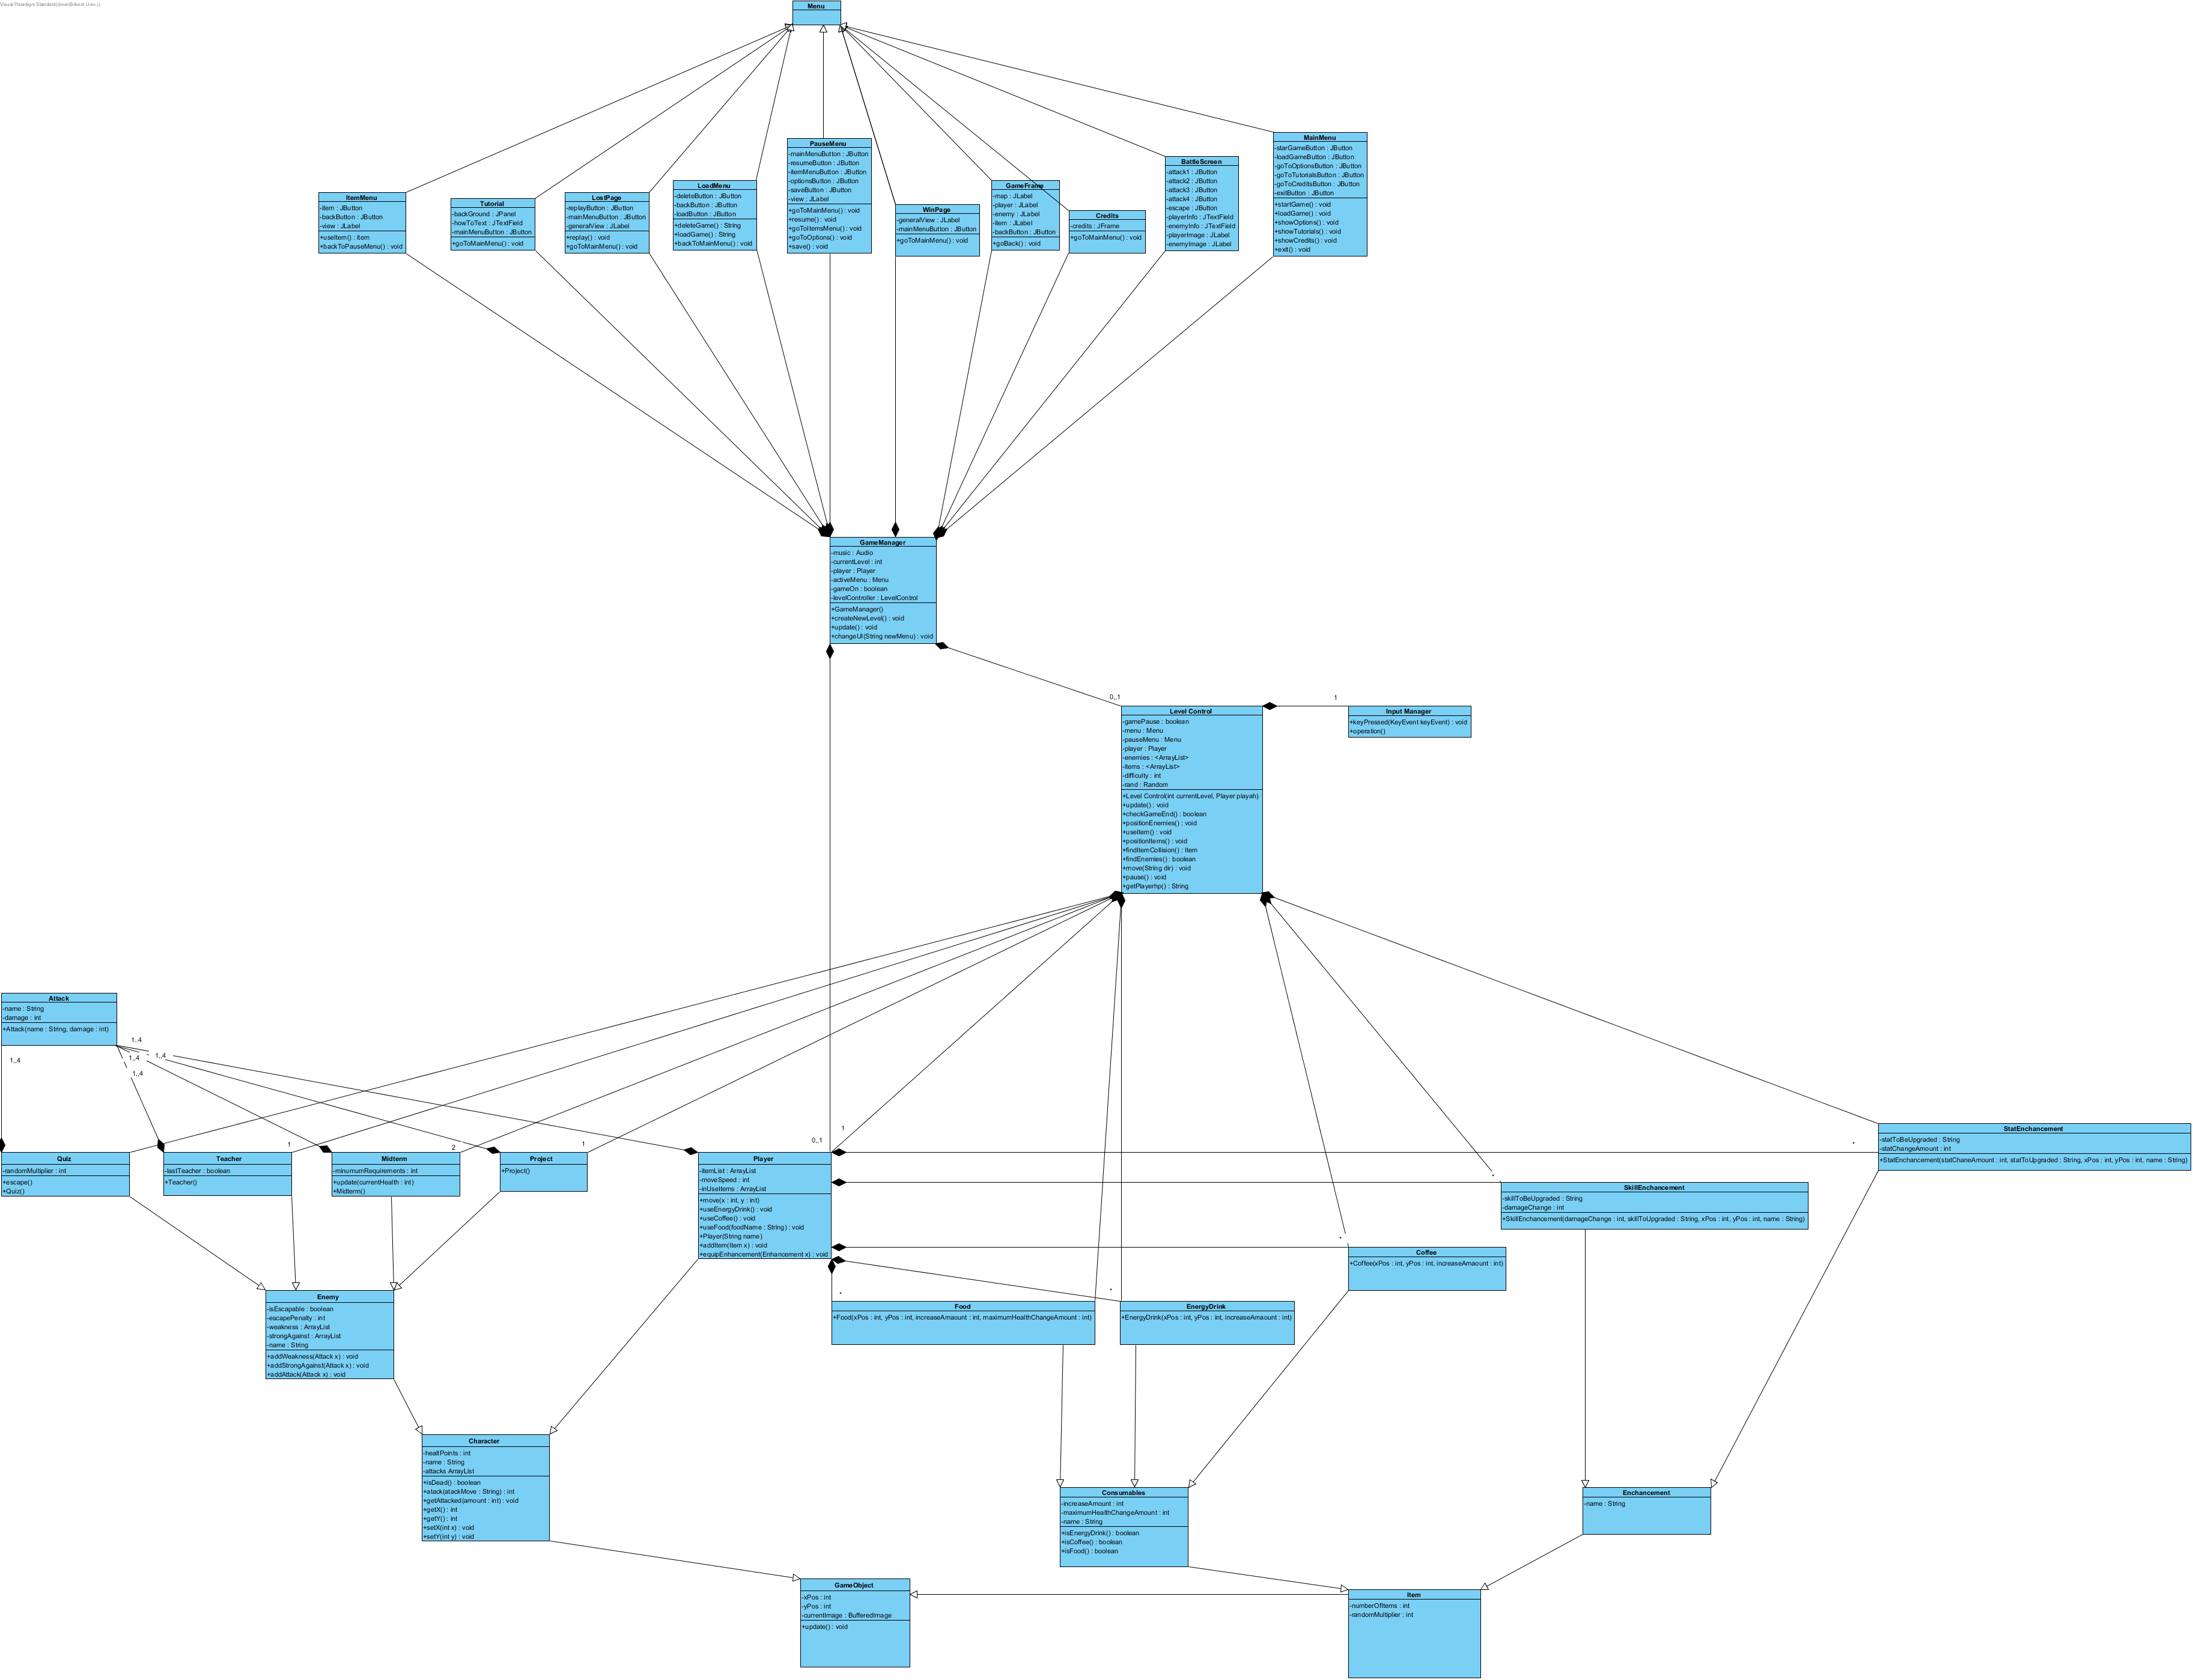 Visual Paradigm Standard(timer(Bilkent Univ.))
Menu
ItemMenu
-item : JButton
-backButton : JButton
-view : JLabel
+useItem() : item
+backToPauseMenu() : void
Tutorial
-backGround : JPanel
-howToText : JTextField
-mainMenuButton : JButton
+goToMainMenu() : void
LostPage
-replayButton : JButton
-mainMenuButton : JButton
-generalView : JLabel
+replay() : void
+goToMainMenu() : void
LoadMenu
-deleteButton : JButton
-backButton : JButton
-loadButton : JButton
+deleteGame() : String
+loadGame() : String
+backToMainMenu() : void
PauseMenu
-mainMenuButton : JButton
-resumeButton : JButton
-itemMenuButton : JButton
-optionsButton : JButton
-saveButton : JButton
-view : JLabel
+goToMainMenu() : void
+resume() : void
+goToItemsMenu() : void
+goToOptions() : void
+save() : void
WinPage
-generalView : JLabel
-mainMenuButton : JButton
+goToMainMenu() : void
GameFrame
-map : JLabel
-player : JLabel
-enemy : JLabel
-item : JLabel
-backButton : JButton
+goBack() : void
Credits
-credits : JFrame
+goToMainMenu() : void
BattleScreen
-attack1 : JButton
-attack2 : JButton
-attack3 : JButton
-attack4 : JButton
-escape : JButton
-playerInfo : JTextField
-enemyInfo : JTextField
-playerImage : JLabel
-enemyImage : JLabel
MainMenu
-starGameButton : JButton
-loadGameButton : JButton
-goToOptionsButton : JButton
-goToTutorialsButton : JButton
-goToCreditsButton : JButton
-exitButton : JButton
+startGame() : void
+loadGame() : void
+showOptions() : void
+showTutorials() : void
+showCredits() : void
+exit() : void
GameManager
-music : Audio
-currentLevel : int
-player : Player
-activeMenu : Menu
-gameOn : boolean
-levelController : LevelControl
+GameManager()
+createNewLevel() : void
+update() : void
+changeUI(String newMenu) : void
0,,1
1
Level Control
-gamePause : boolean
-menu : Menu
-pauseMenu : Menu
-player : Player
-enemies : <ArrayList>
-items : <ArrayList>
-difficulty : int
-rand : Random
+Level Control(int currentLevel, Player playah)
+update() : void
+checkGameEnd() : boolean
+positionEnemies() : void
+useItem() : void
+positionItems() : void
+findItemCollision() : Item
+findEnemies() : boolean
+move(String dir) : void
+pause() : void
+getPlayerhp() : String
Input Manager
+keyPressed(KeyEvent keyEvent) : void
+operation()
Attack
-name : String
-damage : int
+Attack(name : String, damage : int)
1..4
1,,4
1,,4
1,,4
1,,4
1
2
1
0,,1
1
*
*
*
*
*
Quiz
-randomMultiplier : int
+escape()
+Quiz()
Teacher
-lastTeacher : boolean
+Teacher()
Midterm
-minumumRequirements : int
+update(currentHealth : int)
+Midterm()
Project
+Project()
Player
-itemList : ArrayList
-moveSpeed : int
-inUseItems : ArrayList
+move(x : int, y : int)
+useEnergyDrink() : void
+useCoffee() : void
+useFood(foodName : String) : void
+Player(String name)
+addItem(Item x) : void
+equipEnhancement(Enhancement x) : void
StatEnchancement
-statToBeUpgraded : String
-statChangeAmount : int
+StatEnchancement(statChaneAmount : int, statToUpgraded : String, xPos : int, yPos : int, name : String)
SkillEnchancement
-skillToBeUpgraded : String
-damageChange : int
+SkillEnchancement(damageChange : int, skillToUpgraded : String, xPos : int, yPos : int, name : String)
Coffee
+Coffee(xPos : int, yPos : int, increaseAmaount : int)
Food
+Food(xPos : int, yPos : int, increaseAmaount : int, maximumHealthChangeAmount : int)
EnergyDrink
+EnergyDrink(xPos : int, yPos : int, increaseAmaount : int)
Enemy
-isEscapable : boolean
-escapePenalty : int
-weakness : ArrayList
-strongAgainst : ArrayList
-name : String
+addWeakness(Attack x) : void
+addStrongAgainst(Attack x) : void
+addAttack(Attack x) : void
Character
-healtPoints : int
-name : String
-attacks ArrayList
+isDead() : boolean
+atack(atackMove : String) : int
+getAttacked(amount : int) : void
+getX() : int
+getY() : int
+setX(int x) : void
+setY(int y) : void
Consumables
-increaseAmount : int
-maximumHealthChangeAmount : int
-name : String
+isEnergyDrink() : boolean
+isCoffee() : boolean
+isFood() : boolean
Enchancement
-name : String
GameObject
-xPos : int
-yPos : int
-currentImage : BufferedImage
+update() : void
Item
-numberOfItems : int
-randomMultiplier : int